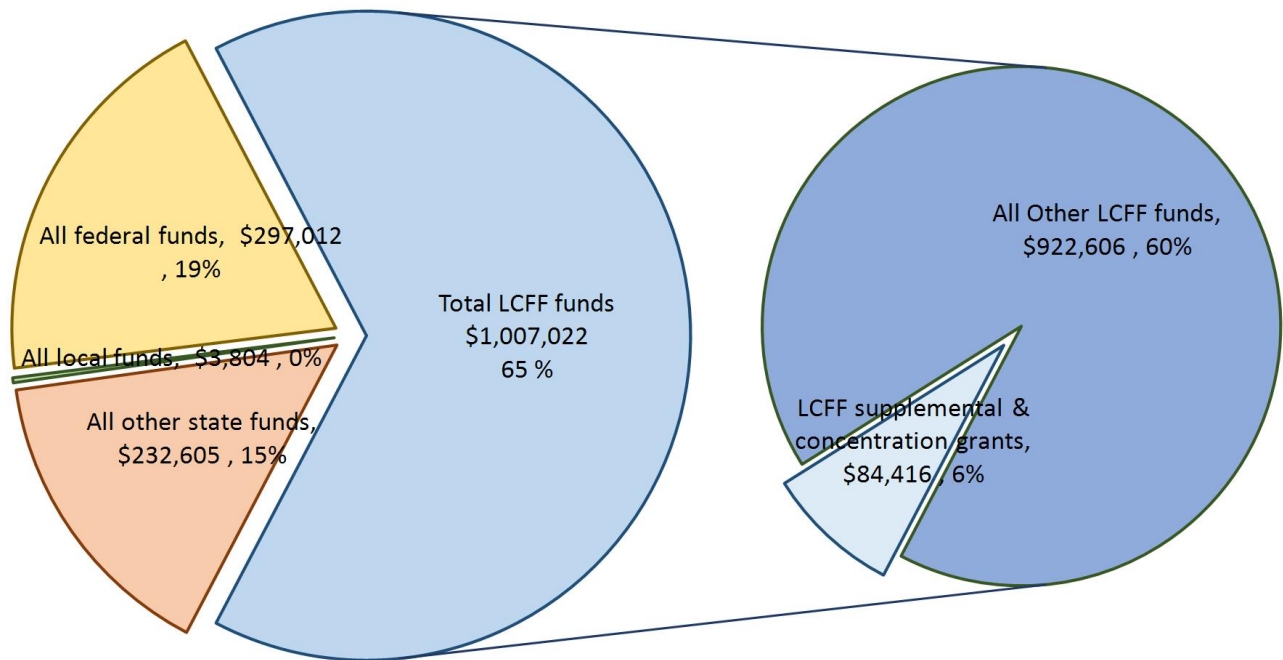 All federal funds,  $297,012
, 19%
All local funds,  $3,804 , 0%
All other state funds,
$232,605 , 15%
Total LCFF funds
$1,007,022
65 %
All Other LCFF funds,
$922,606 , 60%
LCFF supplemental &
concentration grants,
$84,416 , 6%